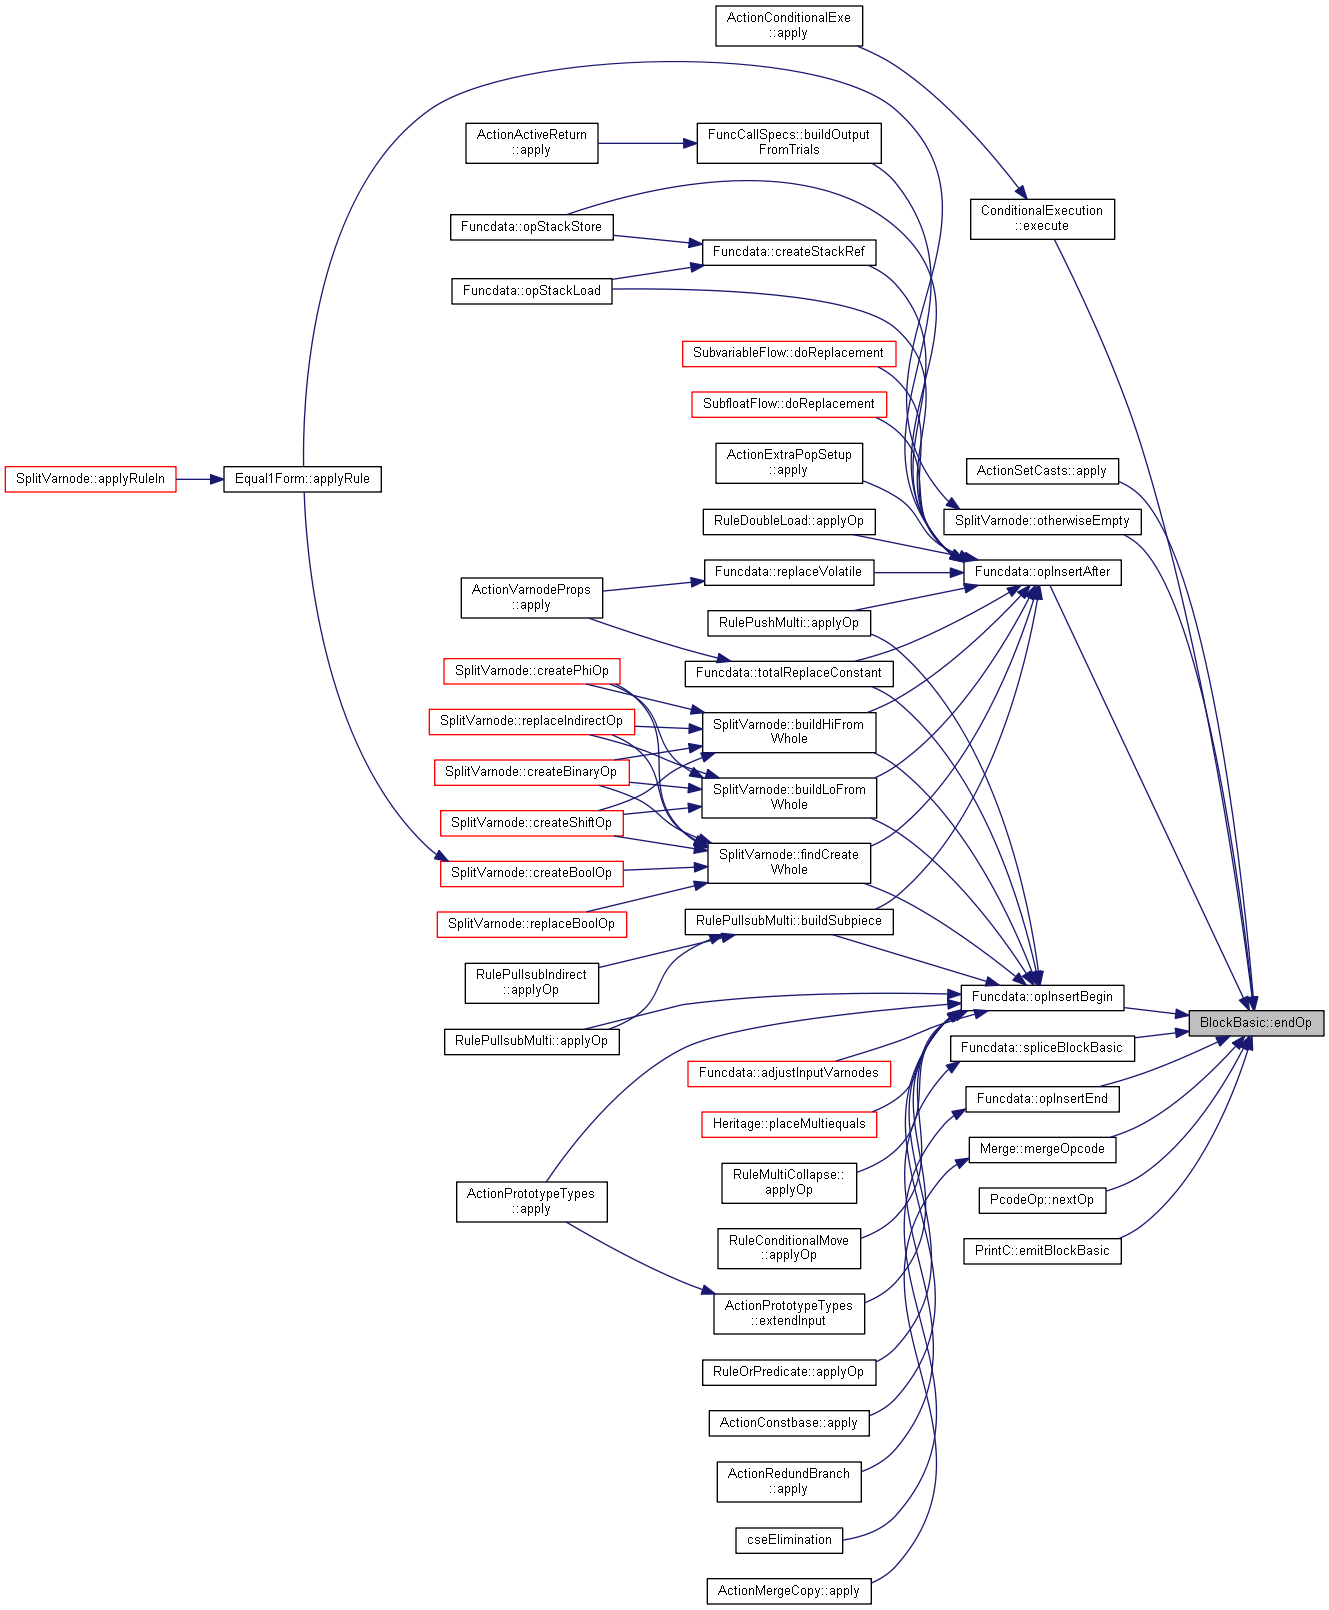 ActionConditionalExe
::apply
ActionActiveReturn
::apply
FuncCallSpecs::buildOutput
FromTrials
ConditionalExecution
::execute
Funcdata::opStackStore
Funcdata::createStackRef
Funcdata::opStackLoad
SubvariableFlow::doReplacement
SubfloatFlow::doReplacement
ActionExtraPopSetup
::apply
ActionSetCasts::apply
SplitVarnode::applyRuleIn
Equal1Form::applyRule
RuleDoubleLoad::applyOp
SplitVarnode::otherwiseEmpty
Funcdata::replaceVolatile
Funcdata::opInsertAfter
ActionVarnodeProps
::apply
RulePushMulti::applyOp
SplitVarnode::createPhiOp
Funcdata::totalReplaceConstant
SplitVarnode::replaceIndirectOp
SplitVarnode::buildHiFrom
Whole
SplitVarnode::createBinaryOp
SplitVarnode::buildLoFrom
Whole
SplitVarnode::createShiftOp
SplitVarnode::findCreate
Whole
SplitVarnode::createBoolOp
SplitVarnode::replaceBoolOp
RulePullsubMulti::buildSubpiece
RulePullsubIndirect
::applyOp
Funcdata::opInsertBegin
BlockBasic::endOp
RulePullsubMulti::applyOp
Funcdata::spliceBlockBasic
Funcdata::adjustInputVarnodes
Funcdata::opInsertEnd
Heritage::placeMultiequals
Merge::mergeOpcode
RuleMultiCollapse::
applyOp
ActionPrototypeTypes
::apply
PcodeOp::nextOp
RuleConditionalMove
::applyOp
PrintC::emitBlockBasic
ActionPrototypeTypes
::extendInput
RuleOrPredicate::applyOp
ActionConstbase::apply
ActionRedundBranch
::apply
cseElimination
ActionMergeCopy::apply